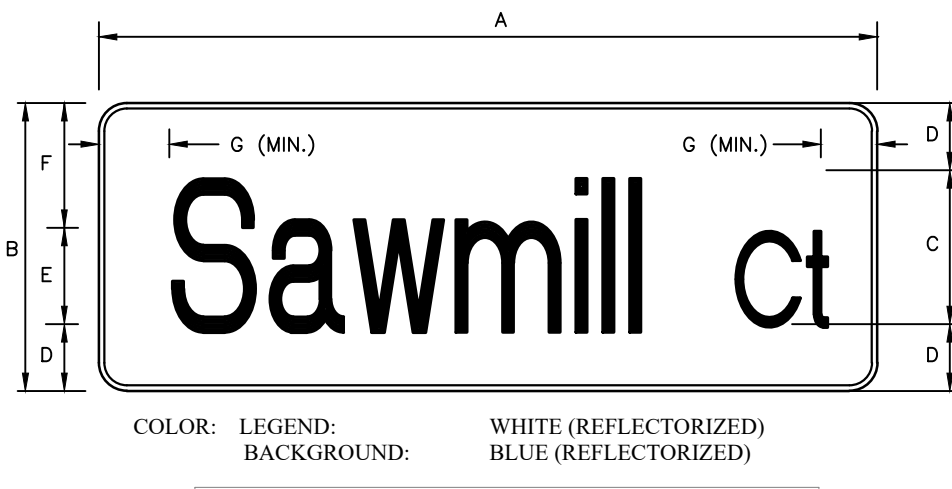 A
G (MIN.) G (MIN.)
D
F
B
E
C
D
D
Sawmill Ct
COLOR: LEGEND: WHITE (REFLECTORIZED)
BACKGROUND: BLUE (REFLECTORIZED)